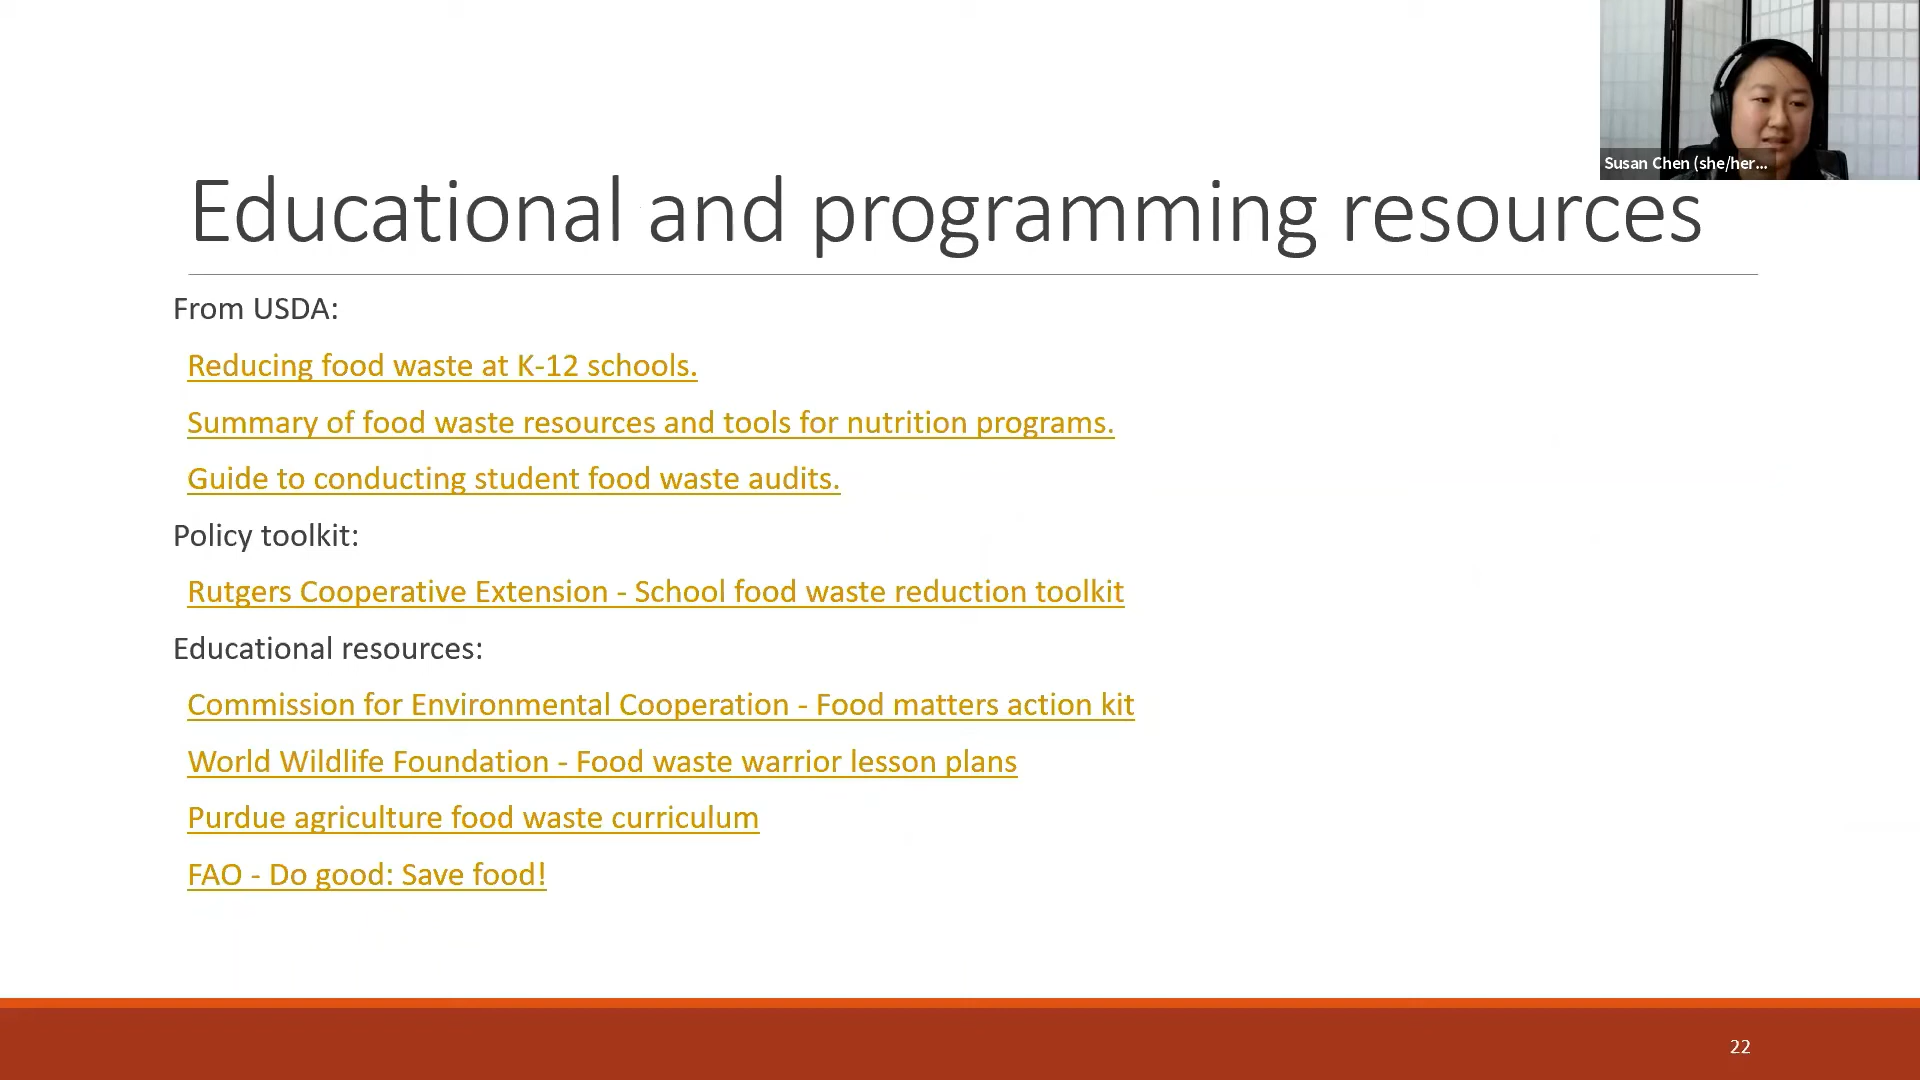 Susan Chen (she/her...
Educational and programming resources
From USDA:
Reducing food waste at K-12 schools.
Summary of food waste resources and tools for nutrition programs.
Guide to conducting student food waste audits.
Policy toolkit:
Rutgers Cooperative Extension - School food waste reduction toolkit
Educational resources:
Commission for Environmental Cooperation - Food matters action kit
World Wildlife Foundation - Food waste warrior lesson plans
Purdue agriculture food waste curriculum
FAO - Do good: Save food!
22